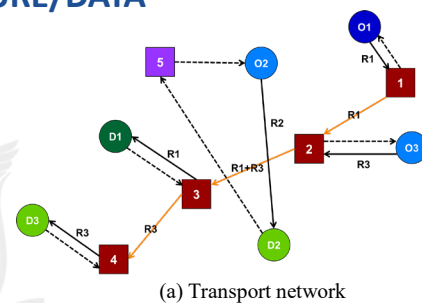 URE/DATA
O1
R1
1
5
O2
R1
R2
D1
2
O3
R1
R1+R3
R3
3
D3
R3
R3
D2
4
(a) Transport network